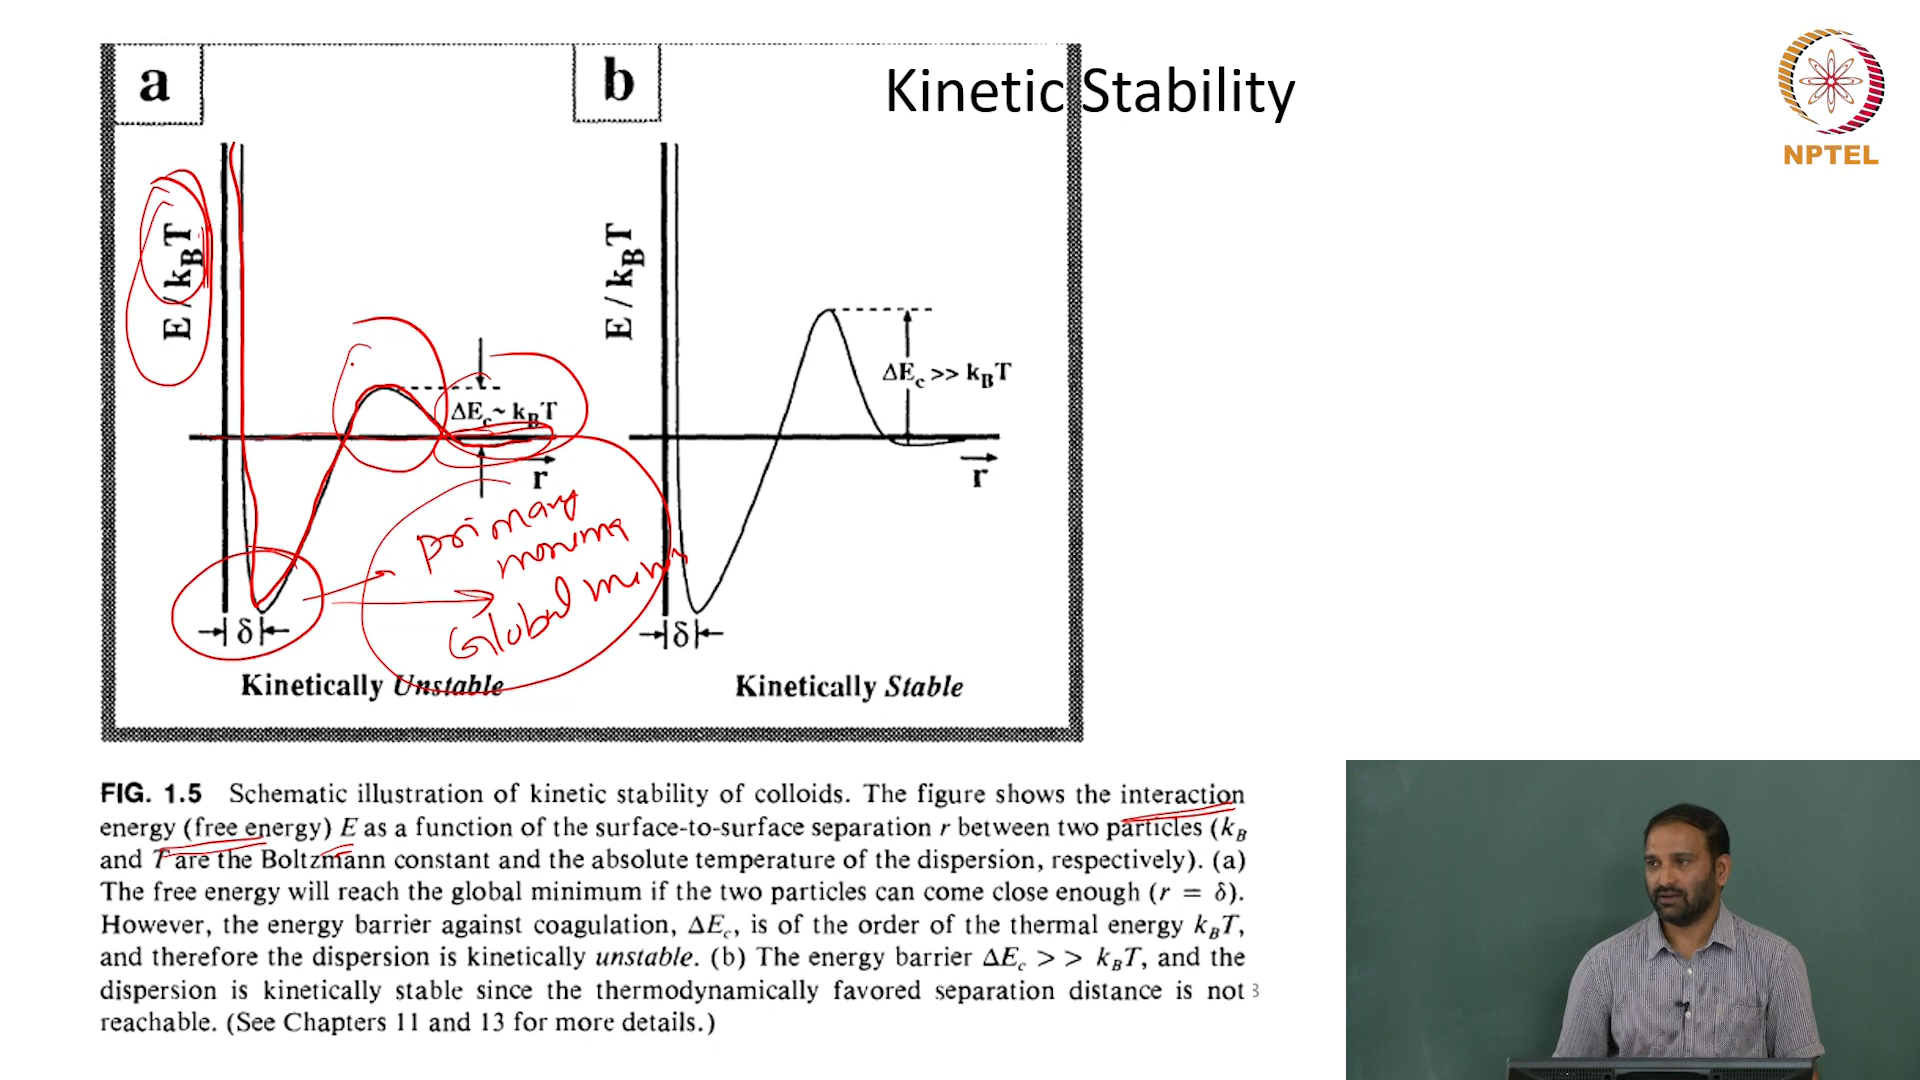 a
b
Kinetic Stability
NPTEL
E / kBT
E / kBT
ΔEc ~ kBT
ΔEc >> kBT
r
r
primary
minima
Global mini
δ
δ
Kinetically Unstable
Kinetically Stable
FIG. 1.5 Schematic illustration of kinetic stability of colloids. The figure shows the interaction
energy (free energy) E as a function of the surface-to-surface separation r between two particles (kB
and T are the Boltzmann constant and the absolute temperature of the dispersion, respectively). (a)
The free energy will reach the global minimum if the two particles can come close enough (r = δ).
However, the energy barrier against coagulation, ΔEc, is of the order of the thermal energy kBT,
and therefore the dispersion is kinetically unstable. (b) The energy barrier ΔEc > > kBT, and the
dispersion is kinetically stable since the thermodynamically favored separation distance is not 3
reachable. (See Chapters 11 and 13 for more details.)